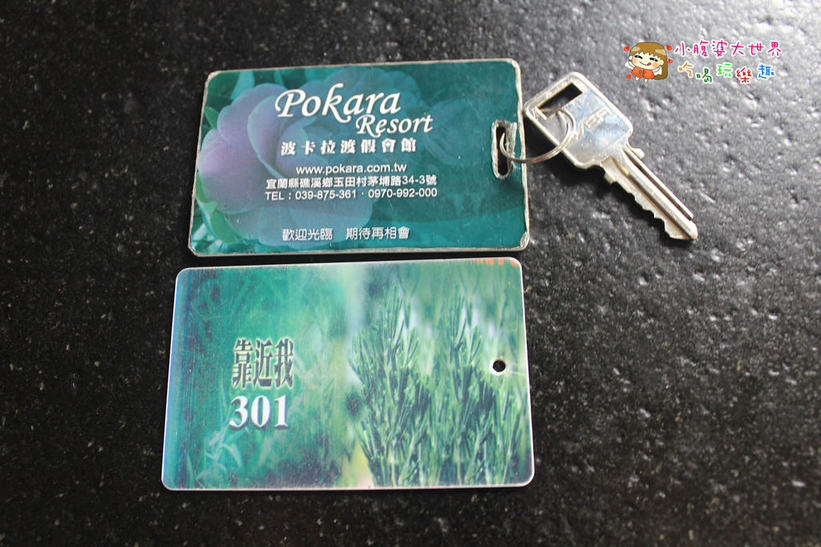 小腹婆大世界
吃喝玩樂趣
Pokara
Resort
波卡拉渡假會館
www.pokara.com.tw
宜蘭縣礁溪鄉玉田村茅埔路34-3號
TEL：039-875-361．0970-992-000
歡迎光臨 期待再相會
靠近我
301